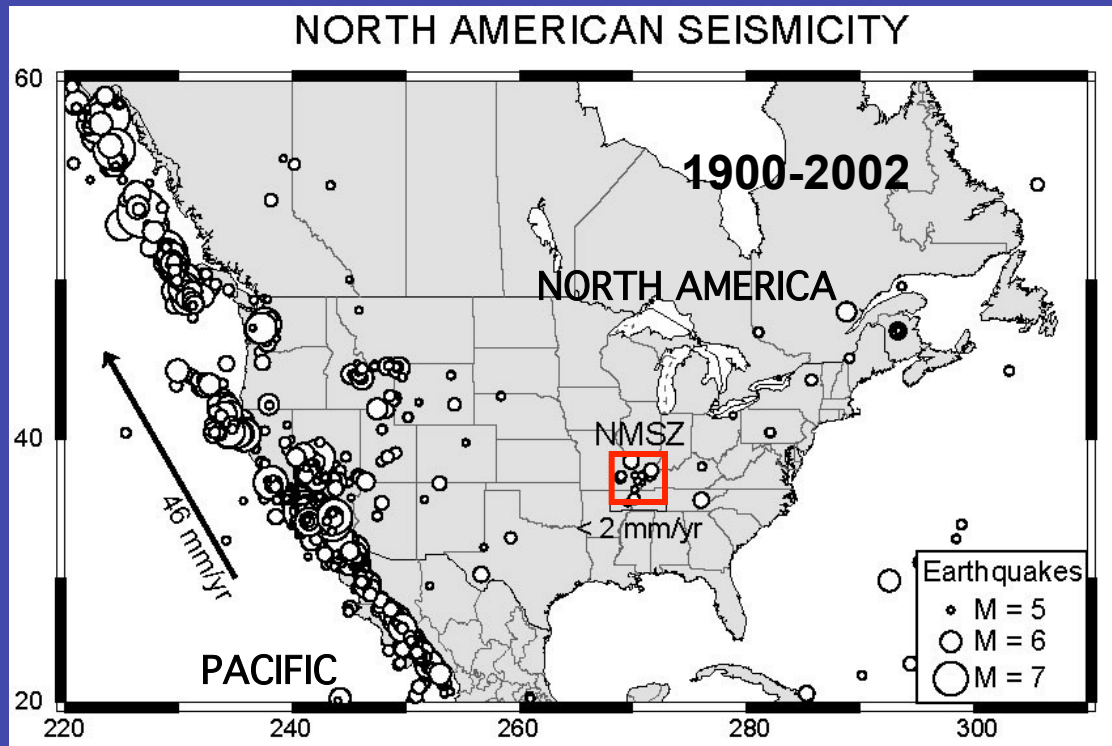 NORTH AMERICAN SEISMICITY
60
1900-2002
NORTH AMERICA
40
NMSZ
< 2 mm/yr
46 mm/yr
Earthquakes
M = 5
M = 6
M = 7
PACIFIC
20
220 240 260 280 300